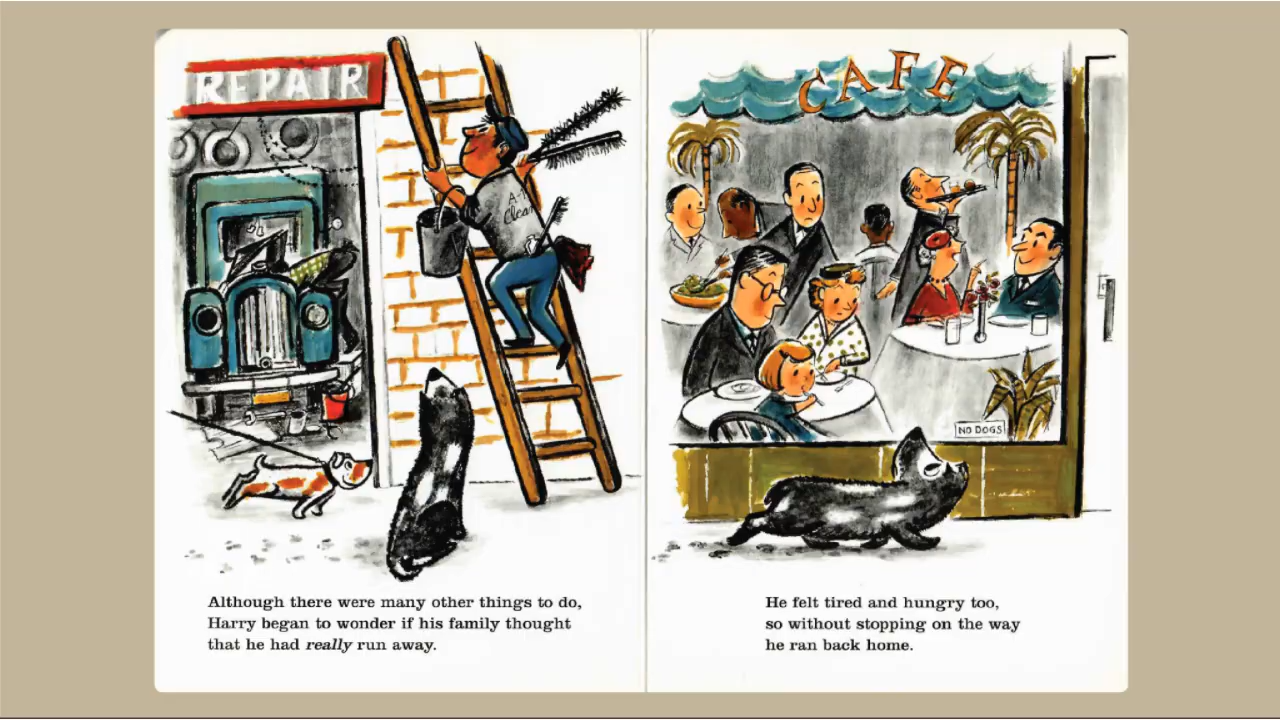 REPAIR
A-1
Clean
Although there were many other things to do,
Harry began to wonder if his family thought
that he had really run away.
CAFE
NO DOGS
He felt tired and hungry too,
so without stopping on the way
he ran back home.